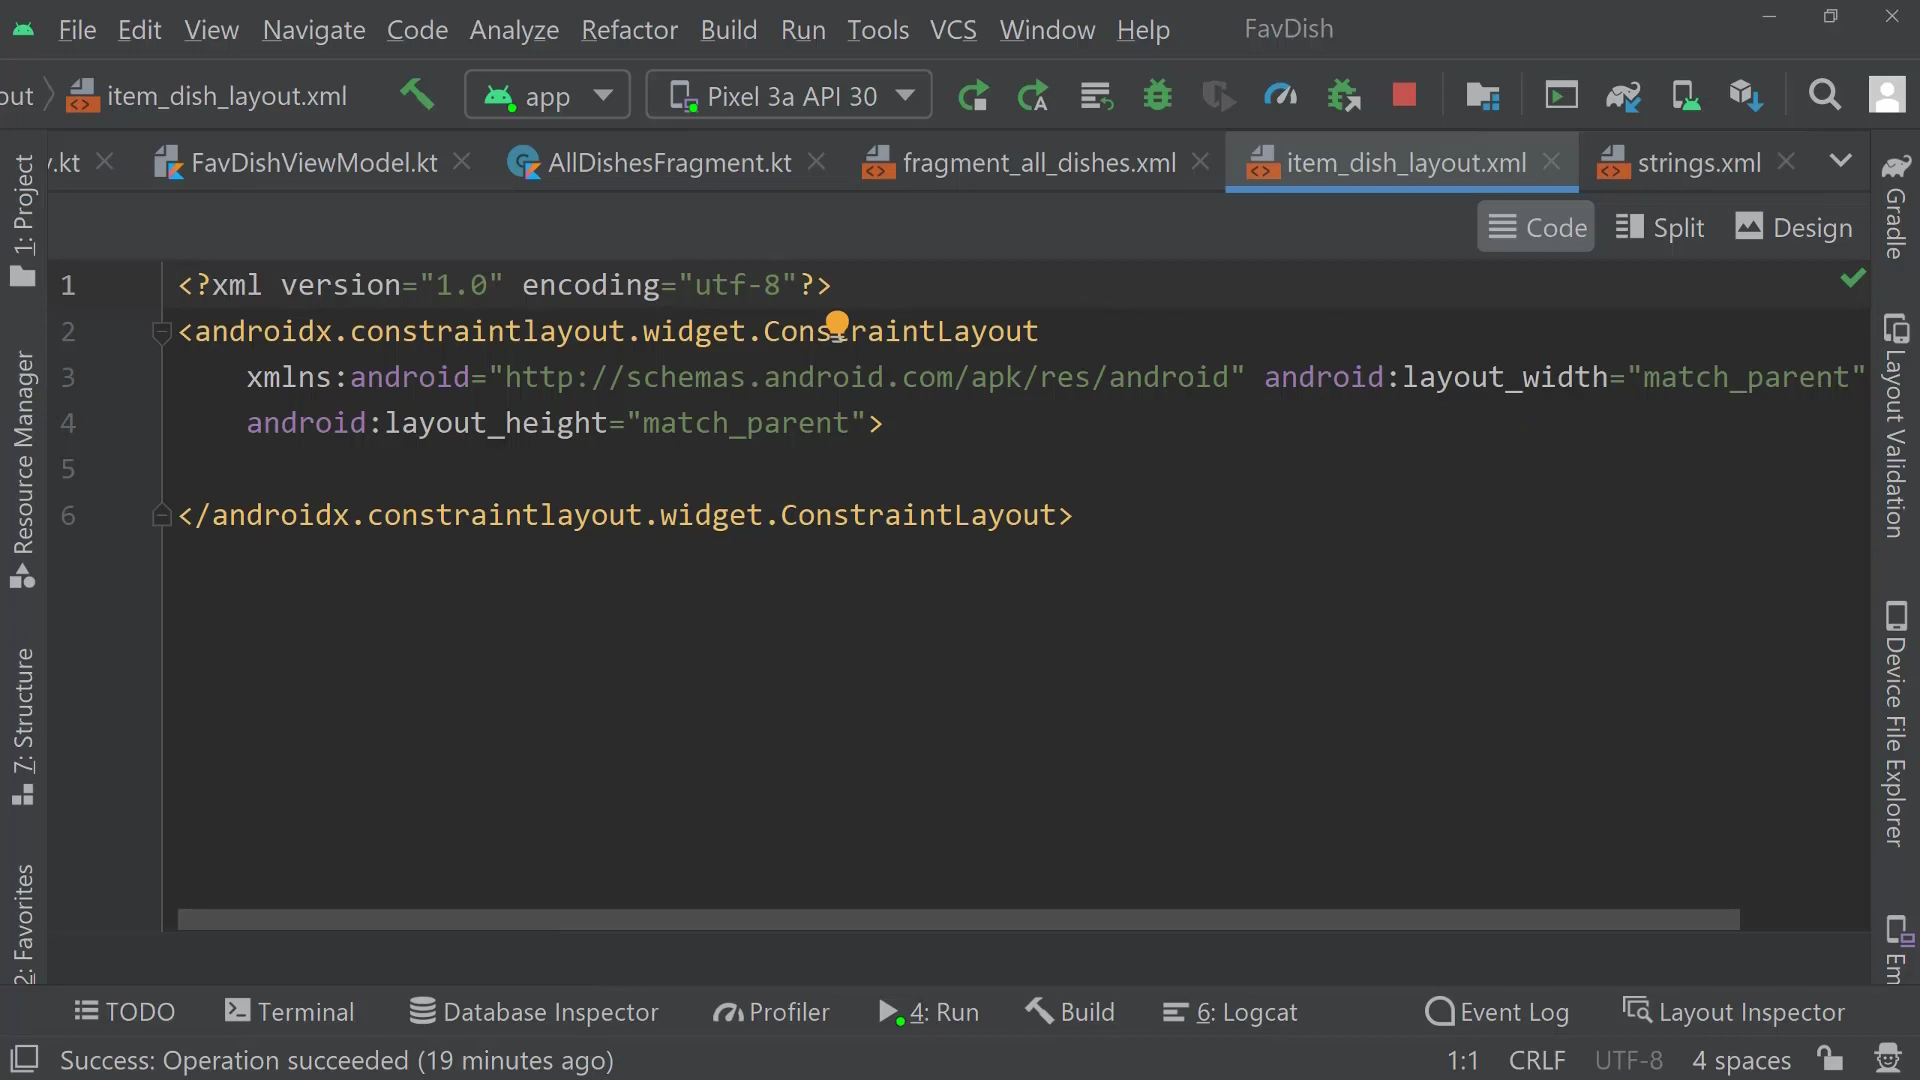 File Edit View Navigate Code Analyze Refactor Build Run Tools VCS Window Help FavDish
out item_dish_layout.xml app Pixel 3a API 30
.kt FavDishViewModel.kt AllDishesFragment.kt fragment_all_dishes.xml item_dish_layout.xml strings.xml
Code Split Design
1 <?xml version="1.0" encoding="utf-8"?>
2 <androidx.constraintlayout.widget.ConstraintLayout
3 xmlns:android="http://schemas.android.com/apk/res/android" android:layout_width="match_parent"
4 android:layout_height="match_parent">
5
6 </androidx.constraintlayout.widget.ConstraintLayout>
1: Project
Resource Manager
7: Structure
2: Favorites
Gradle
Layout Validation
Device File Explorer
Em
TODO Terminal Database Inspector Profiler 4: Run Build 6: Logcat Event Log Layout Inspector
Success: Operation succeeded (19 minutes ago) 1:1 CRLF UTF-8 4 spaces